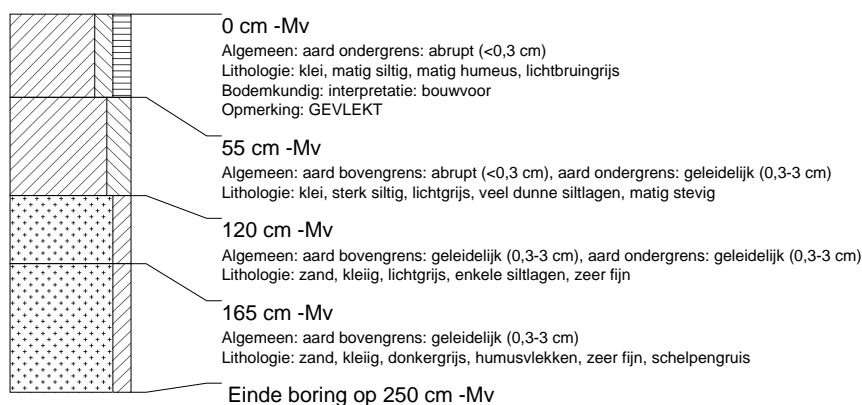 0 cm -Mv
Algemeen: aard ondergrens: abrupt (<0,3 cm)
Lithologie: klei, matig siltig, matig humeus, lichtbruingrijs
Bodemkundig: interpretatie: bouwvoor
Opmerking: GEVLEKT
55 cm -Mv
Algemeen: aard bovengrens: abrupt (<0,3 cm), aard ondergrens: geleidelijk (0,3-3 cm)
Lithologie: klei, sterk siltig, lichtgrijs, veel dunne siltlagen, matig stevig
120 cm -Mv
Algemeen: aard bovengrens: geleidelijk (0,3-3 cm), aard ondergrens: geleidelijk (0,3-3 cm)
Lithologie: zand, kleiig, lichtgrijs, enkele siltlagen, zeer fijn
165 cm -Mv
Algemeen: aard bovengrens: geleidelijk (0,3-3 cm)
Lithologie: zand, kleiig, donkergrijs, humusvlekken, zeer fijn, schelpengruis
Einde boring op 250 cm -Mv